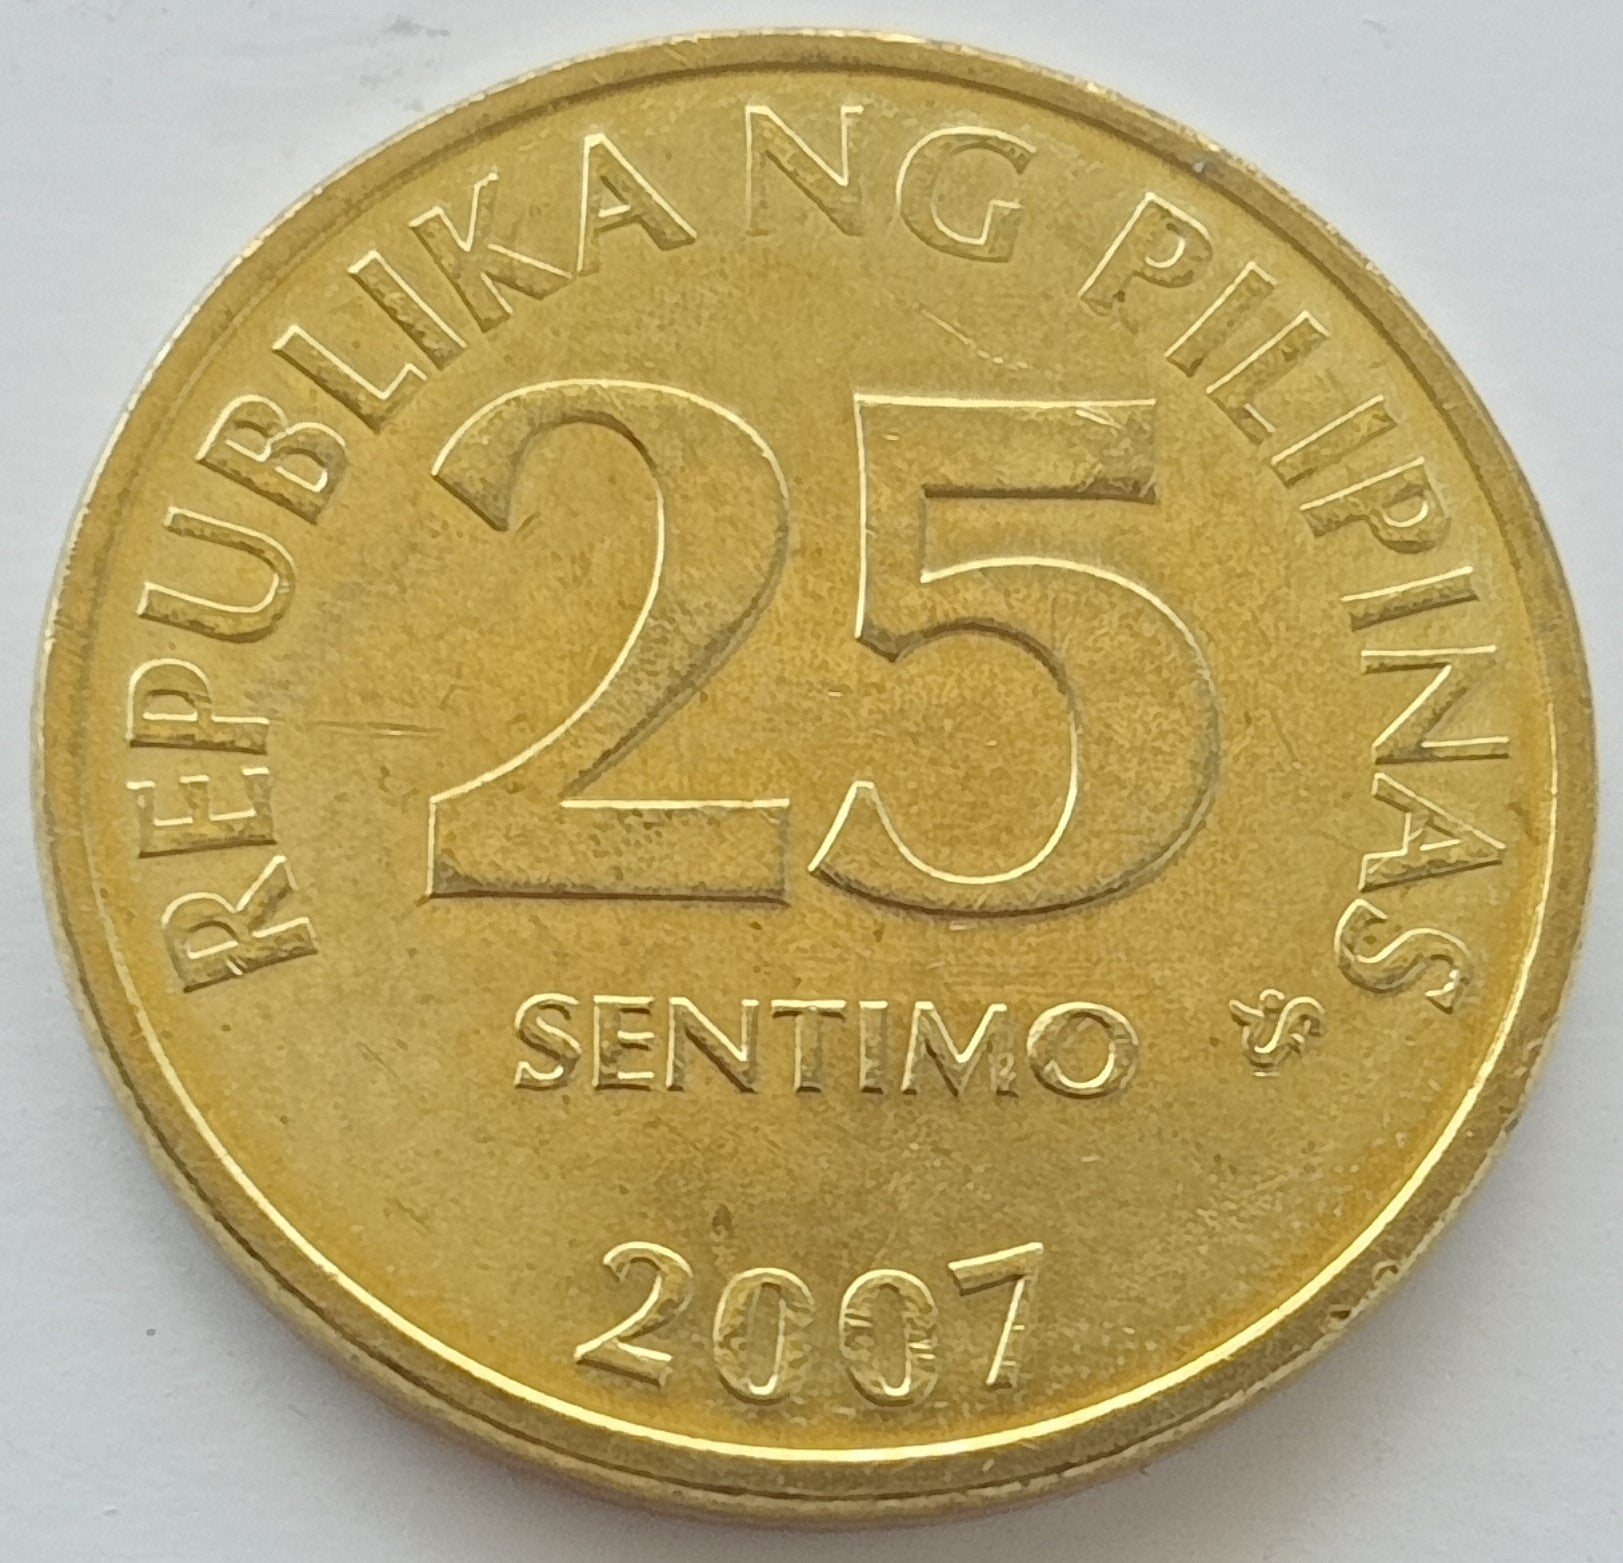 REPUBLIKA NG PILIPINAS
25
SENTIMO
2007